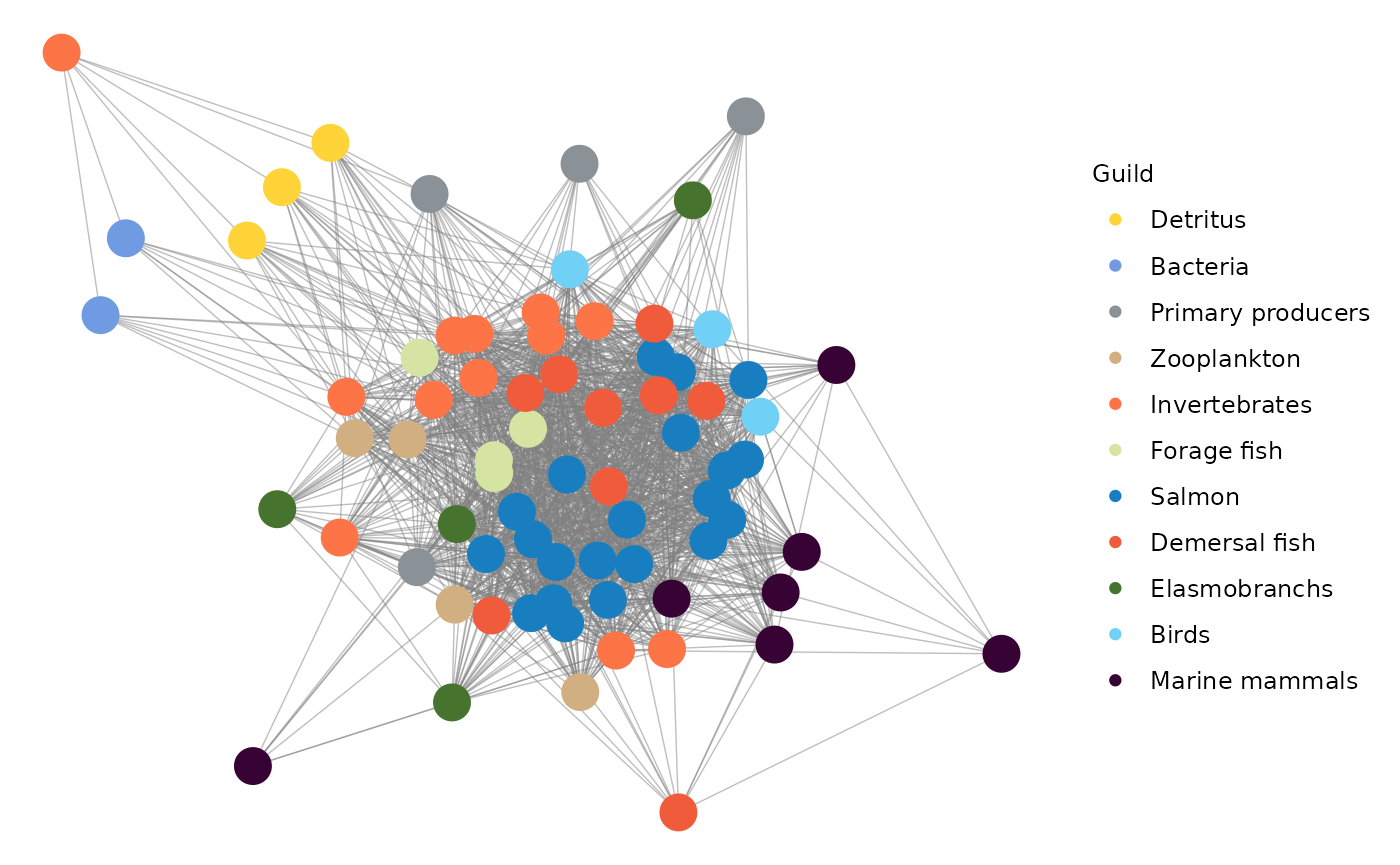 Guild
Detritus
Bacteria
Primary producers
Zooplankton
Invertebrates
Forage fish
Salmon
Demersal fish
Elasmobranchs
Birds
Marine mammals